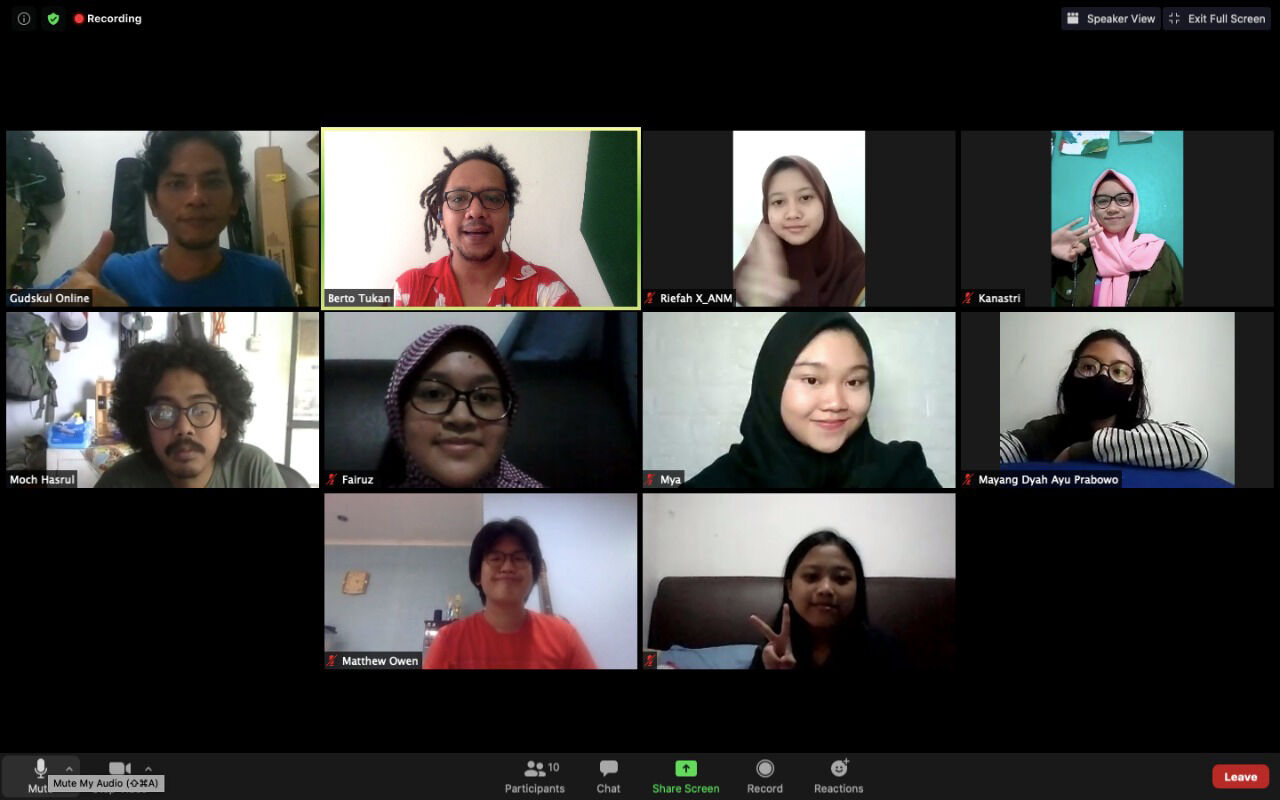 Recording
Speaker View
Exit Full Screen
Gudskul Online
Berto Tukan
Riefah X_ANM
Kanastri
Moch Hasrul
Fairuz
Mya
Mayang Dyah Ayu Prabowo
Matthew Owen
Mute My Audio (⇧⌘A)
Participants
10
Chat
Share Screen
Record
Reactions
Leave